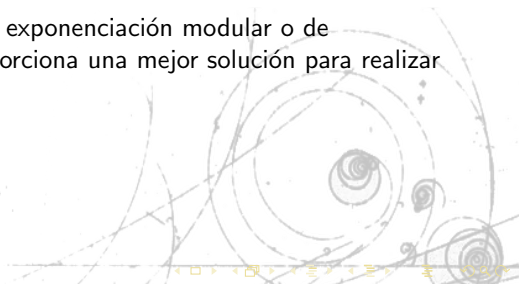 exponenciación modular o de
orciona una mejor solución para realizar